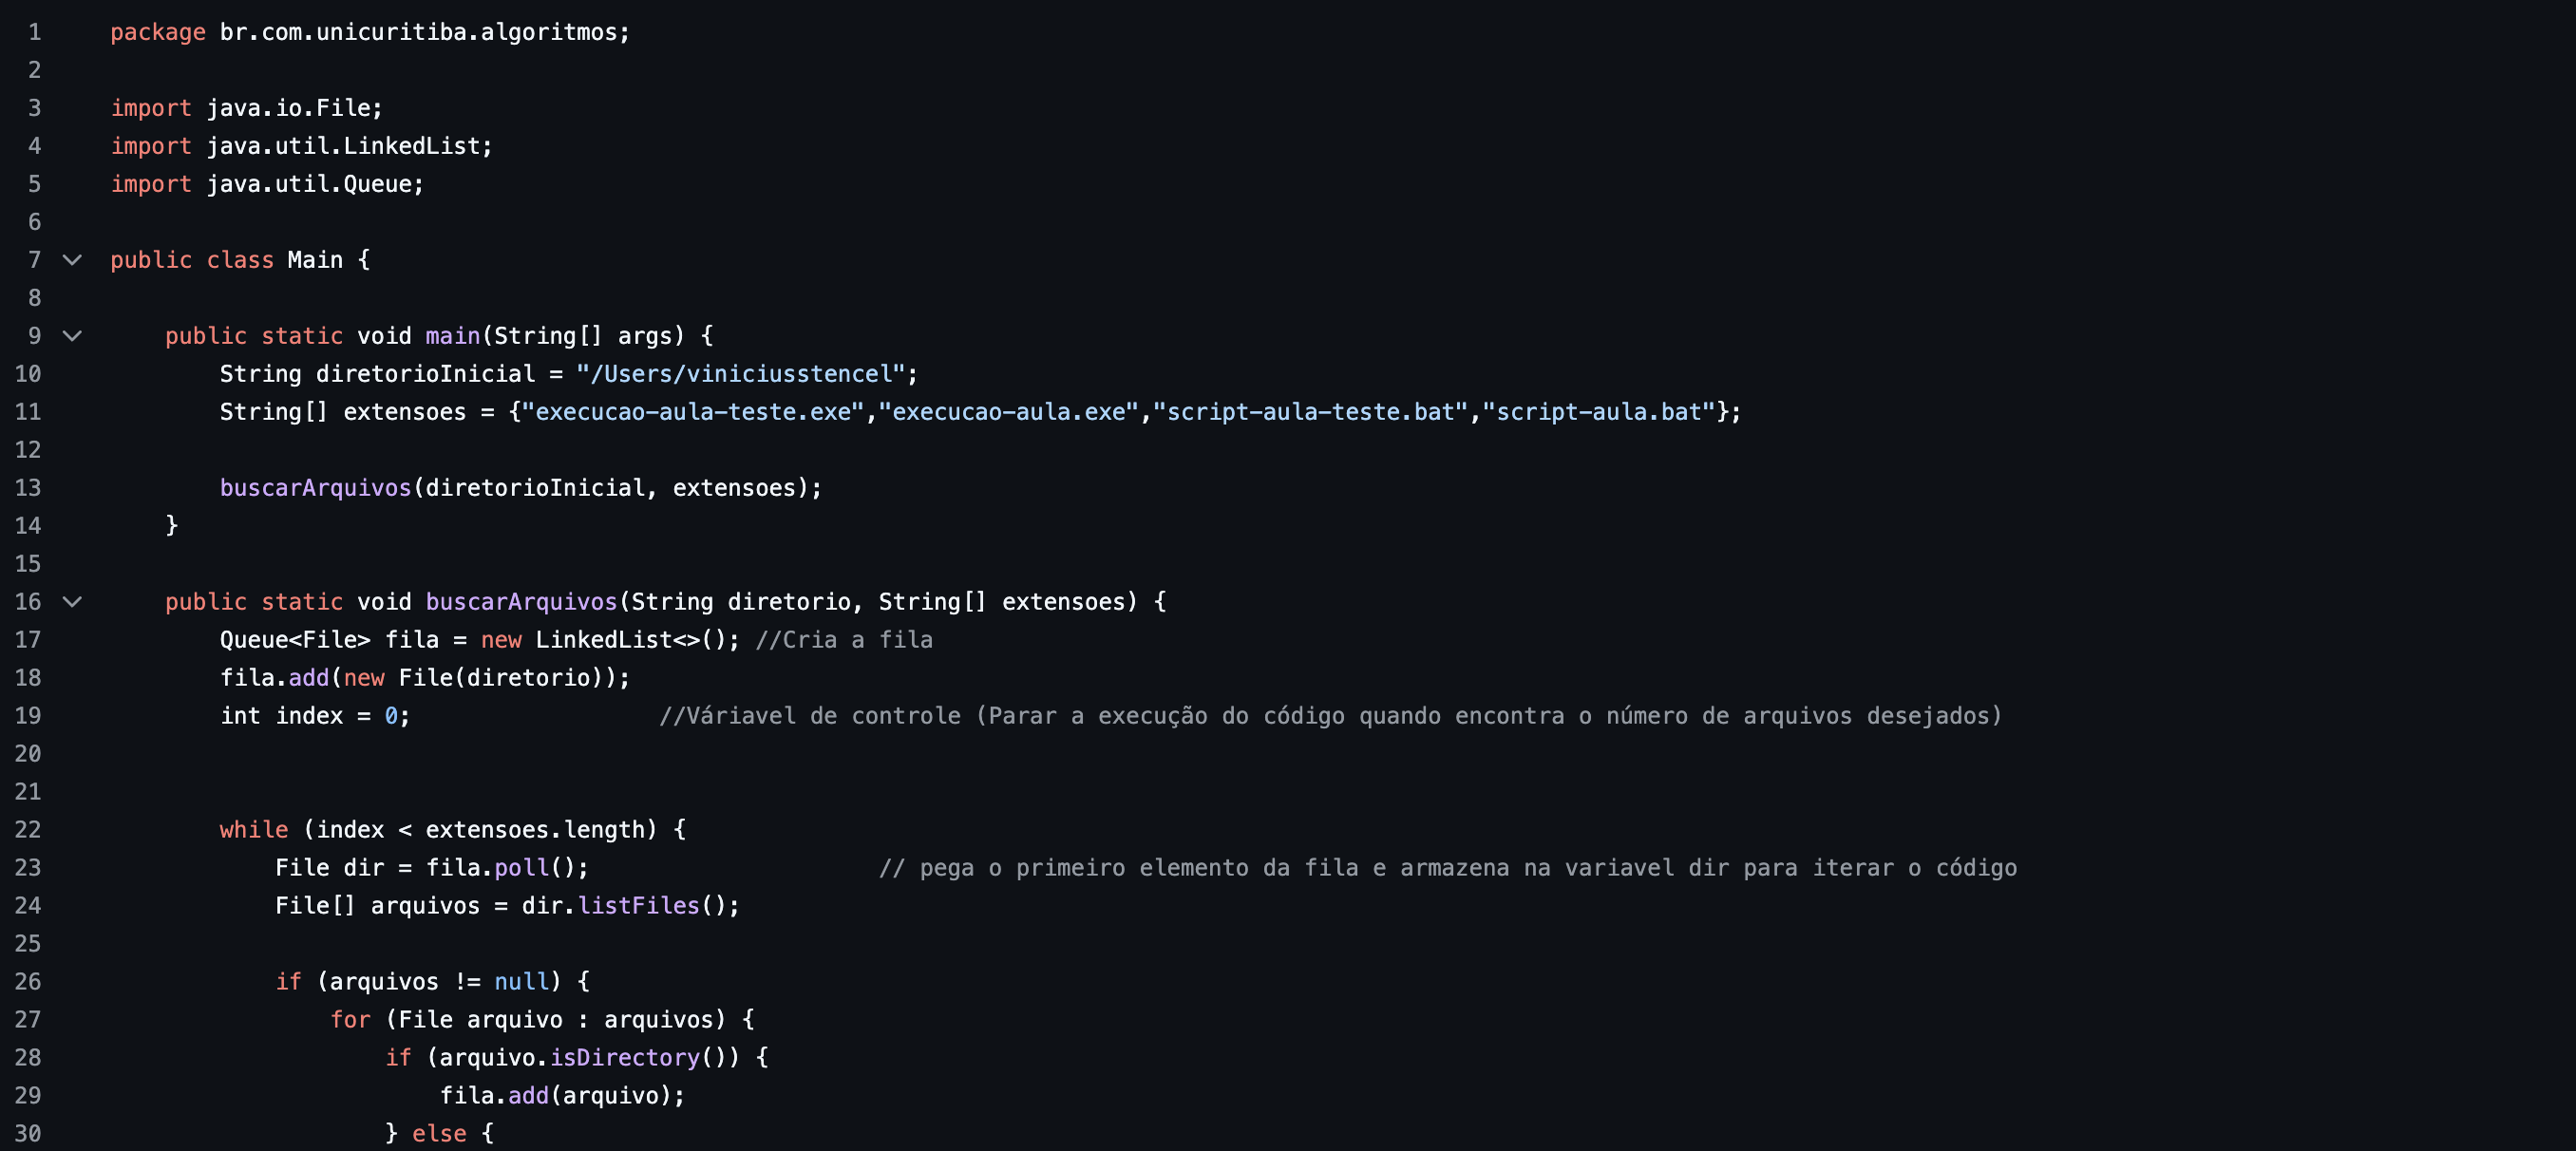 1 package br.com.unicuritiba.algoritmos;
2
3 import java.io.File;
4 import java.util.LinkedList;
5 import java.util.Queue;
6
7 public class Main {
8
9     public static void main(String[] args) {
10         String diretorioInicial = "/Users/viniciusstencel";
11         String[] extensoes = {"execucao-aula-teste.exe","execucao-aula.exe","script-aula-teste.bat","script-aula.bat"};
12
13         buscarArquivos(diretorioInicial, extensoes);
14     }
15
16     public static void buscarArquivos(String diretorio, String[] extensoes) {
17         Queue<File> fila = new LinkedList<>(); //Cria a fila
18         fila.add(new File(diretorio));
19         int index = 0;                  //Váriavel de controle (Parar a execução do código quando encontra o número de arquivos desejados)
20
21
22         while (index < extensoes.length) {
23             File dir = fila.poll();                     // pega o primeiro elemento da fila e armazena na variavel dir para iterar o código
24             File[] arquivos = dir.listFiles();
25
26             if (arquivos != null) {
27                 for (File arquivo : arquivos) {
28                     if (arquivo.isDirectory()) {
29                         fila.add(arquivo);
30                     } else {